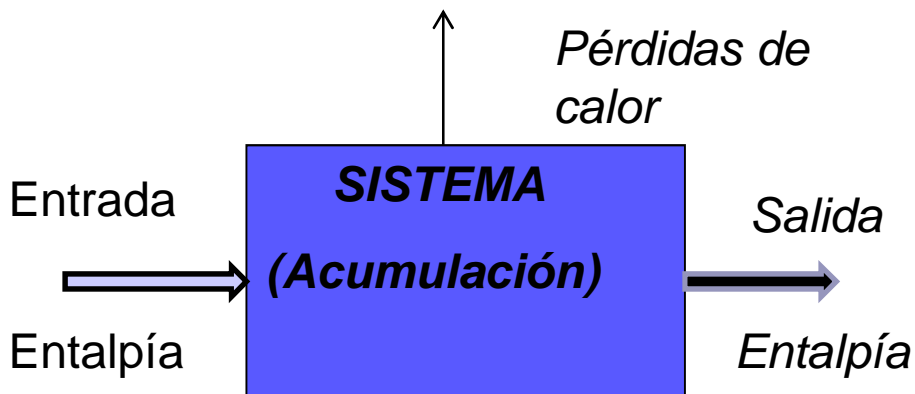 Pérdidas de
calor
SISTEMA
(Acumulación)
Entrada
Entalpía
Salida
Entalpía